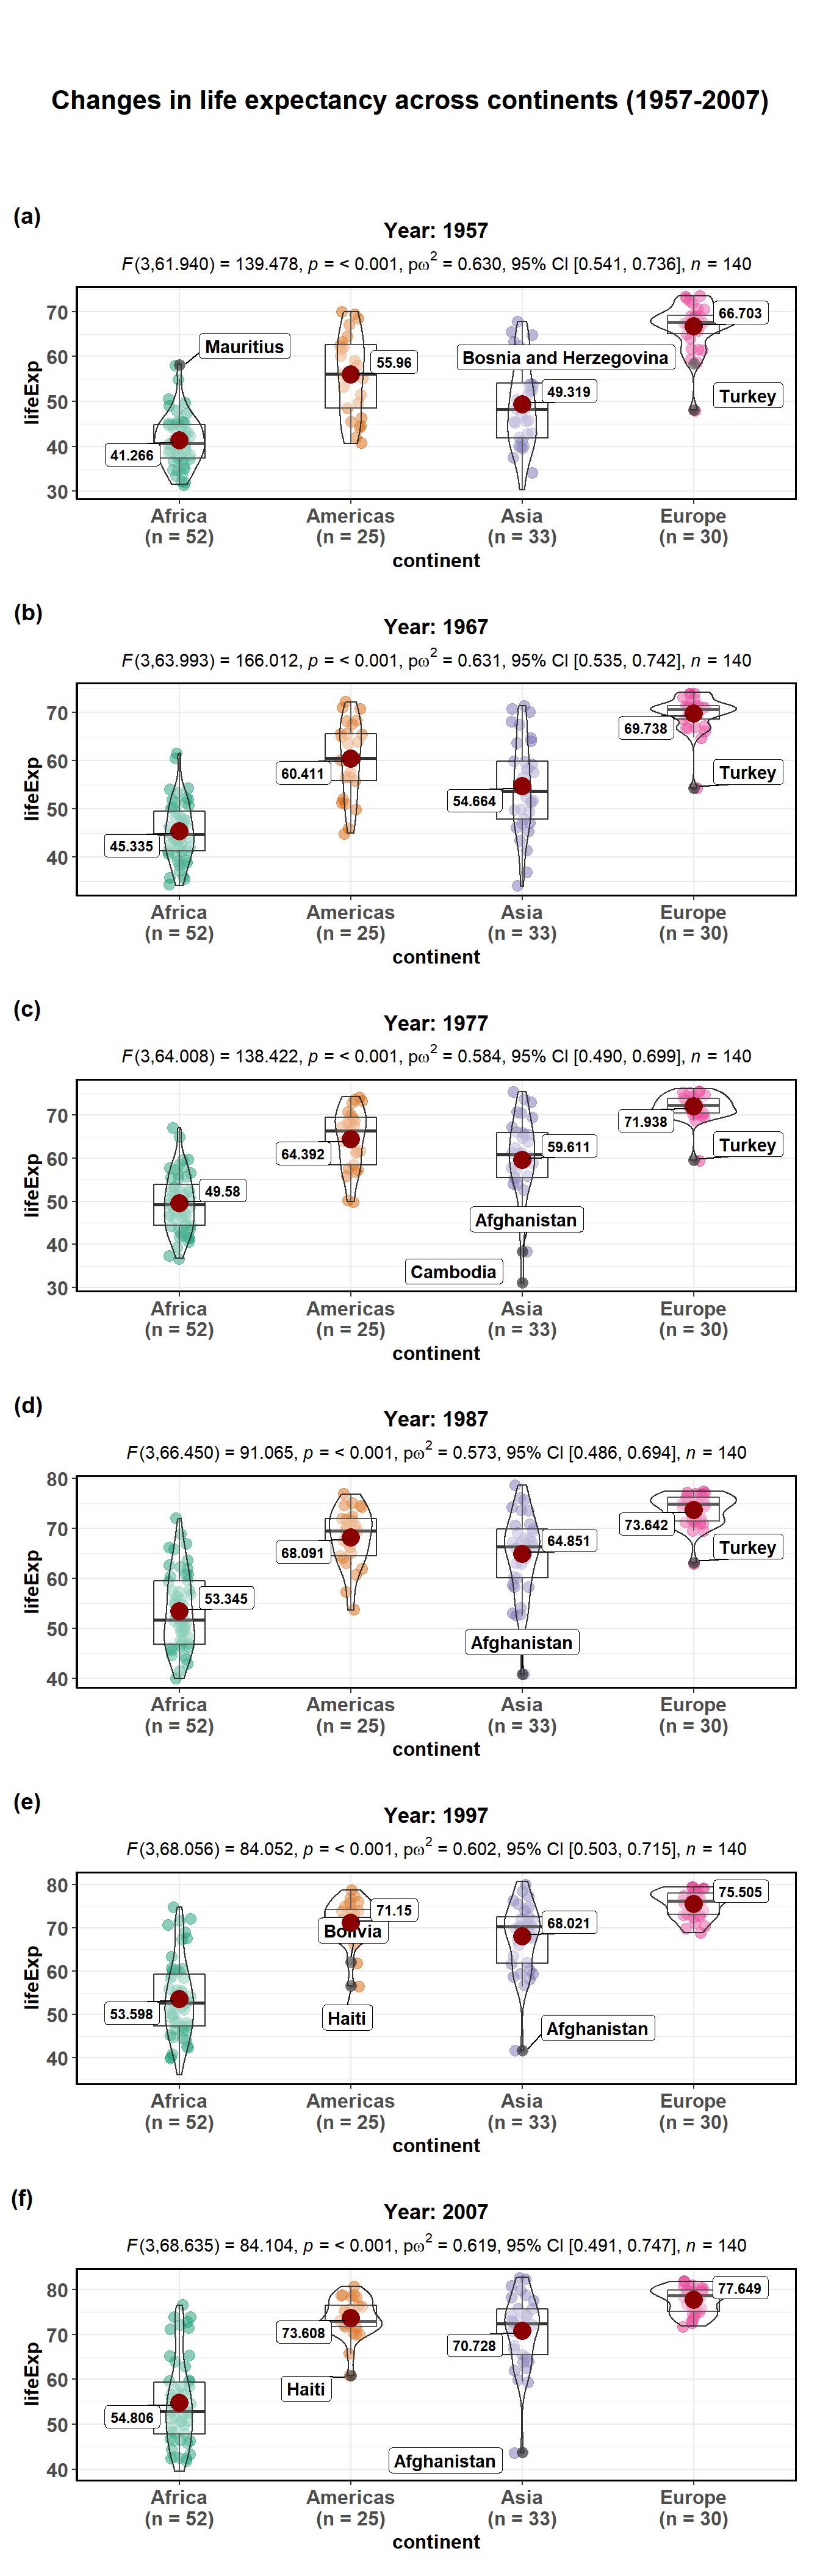 Changes in life expectancy across continents (1957-2007)
(a)
Year: 1957
F(3,61.940) = 139.478, p = < 0.001, pω² = 0.630, 95% CI [0.541, 0.736], n = 140
lifeExp
70
60
50
40
30
Mauritius
41.266
55.96
Bosnia and Herzegovina
49.319
66.703
Turkey
Africa Americas Asia Europe
(n = 52) (n = 25) (n = 33) (n = 30)
continent
(b)
Year: 1967
F(3,63.993) = 166.012, p = < 0.001, pω² = 0.631, 95% CI [0.535, 0.742], n = 140
lifeExp
70
60
50
40
45.335
60.411
54.664
69.738
Turkey
Africa Americas Asia Europe
(n = 52) (n = 25) (n = 33) (n = 30)
continent
(c)
Year: 1977
F(3,64.008) = 138.422, p = < 0.001, pω² = 0.584, 95% CI [0.490, 0.699], n = 140
lifeExp
70
60
50
40
30
49.58
64.392
59.611
Afghanistan
Cambodia
71.938
Turkey
Africa Americas Asia Europe
(n = 52) (n = 25) (n = 33) (n = 30)
continent
(d)
Year: 1987
F(3,66.450) = 91.065, p = < 0.001, pω² = 0.573, 95% CI [0.486, 0.694], n = 140
lifeExp
80
70
60
50
40
53.345
68.091
64.851
Afghanistan
73.642
Turkey
Africa Americas Asia Europe
(n = 52) (n = 25) (n = 33) (n = 30)
continent
(e)
Year: 1997
F(3,68.056) = 84.052, p = < 0.001, pω² = 0.602, 95% CI [0.503, 0.715], n = 140
lifeExp
80
70
60
50
40
53.598
71.15
Bolivia
Haiti
68.021
Afghanistan
75.505
Africa Americas Asia Europe
(n = 52) (n = 25) (n = 33) (n = 30)
continent
(f)
Year: 2007
F(3,68.635) = 84.104, p = < 0.001, pω² = 0.619, 95% CI [0.491, 0.747], n = 140
lifeExp
80
70
60
50
40
54.806
73.608
Haiti
70.728
Afghanistan
77.649
Africa Americas Asia Europe
(n = 52) (n = 25) (n = 33) (n = 30)
continent